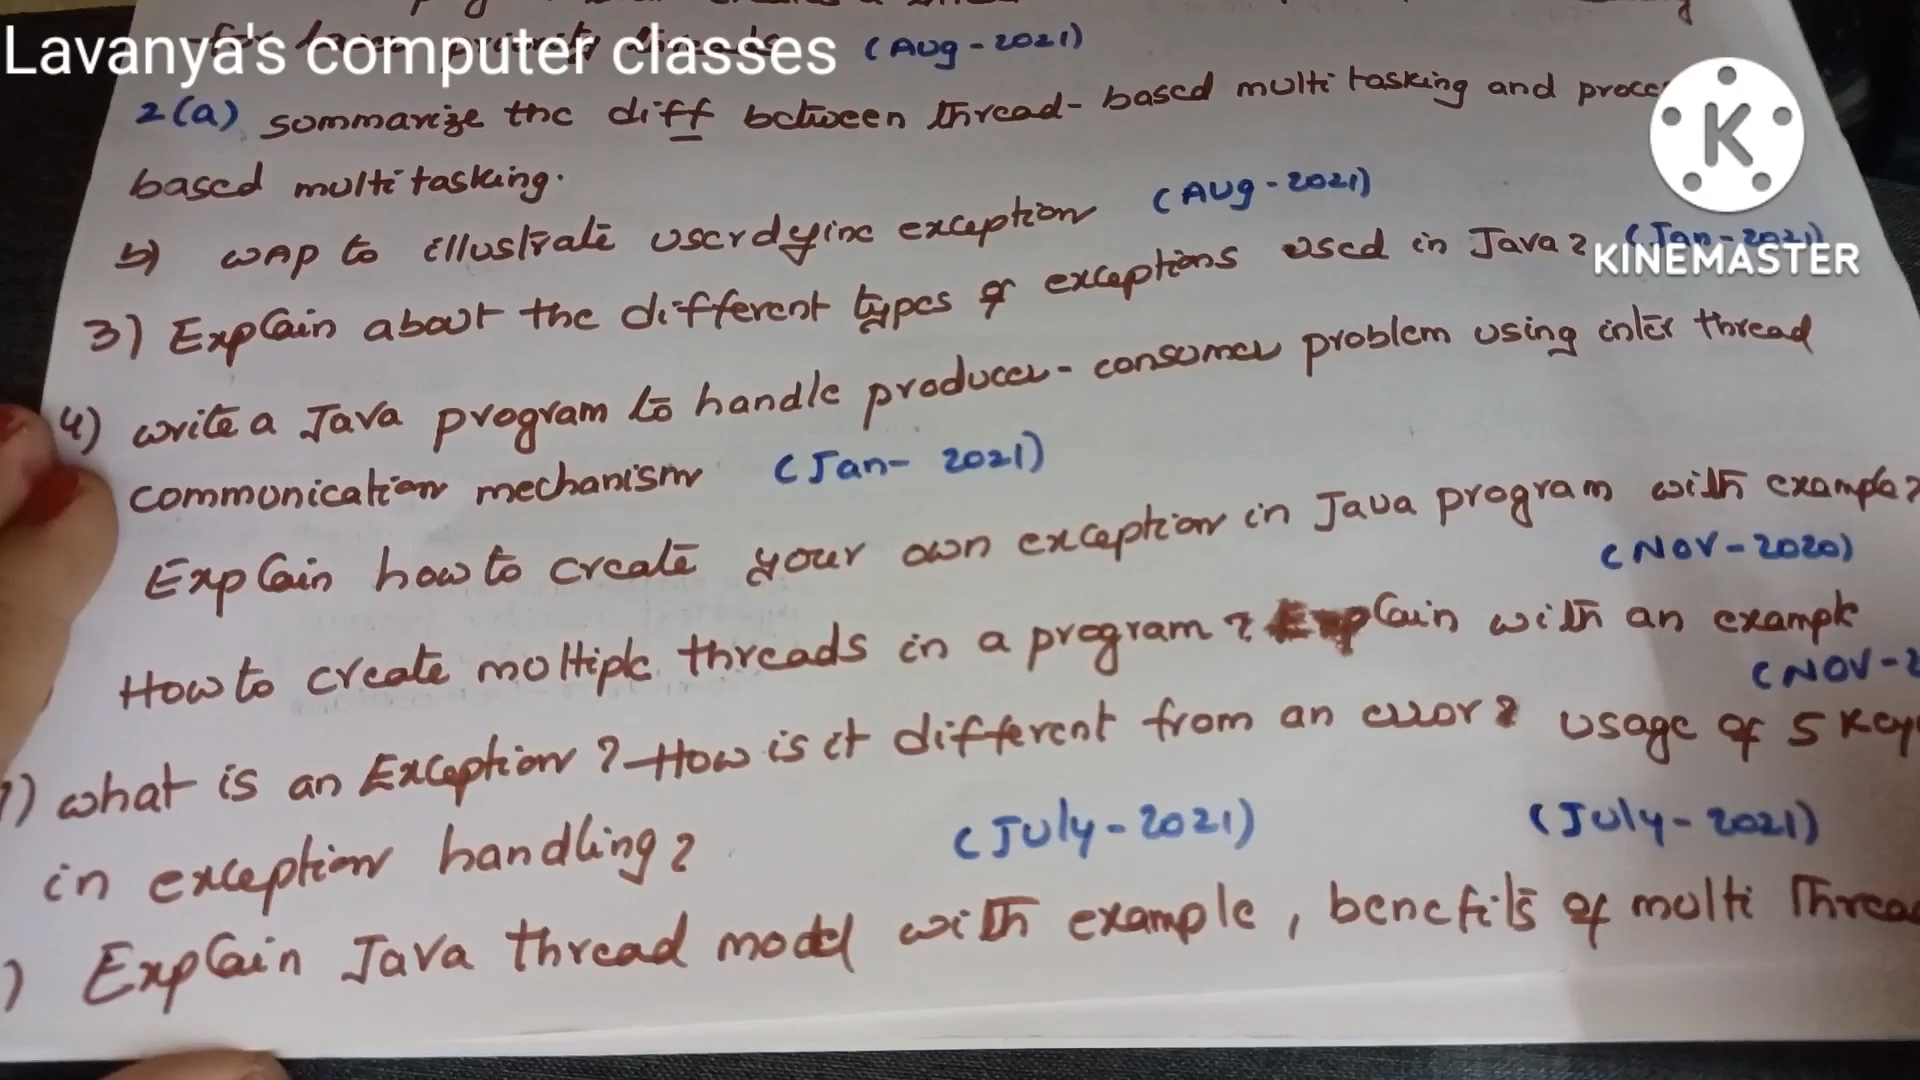 Lavanya's computer classes (Aug-2021)
2(a) summarize the diff between thread-based multi tasking and
based multi tasking.
b) WAP to illustrate exception (AUg-2021)
3) Explain about the different types of exceptions used in Java? (Jan-2021)
KINEMASTER
4) write a Java program to handle producer-consumer problem using inter thread
communication mechanism (Jan-2021)
Explain how to create your own exception in Java program with example?
(NOV-2020)
How to create multiple threads in a program? Explain with an example
(NOV-2
) what is an Exception? How is it different from an error? usage of 5 key
in exception handling? (July-2021) (July-2021)
) Explain Java thread model with example, benefits of multi threa